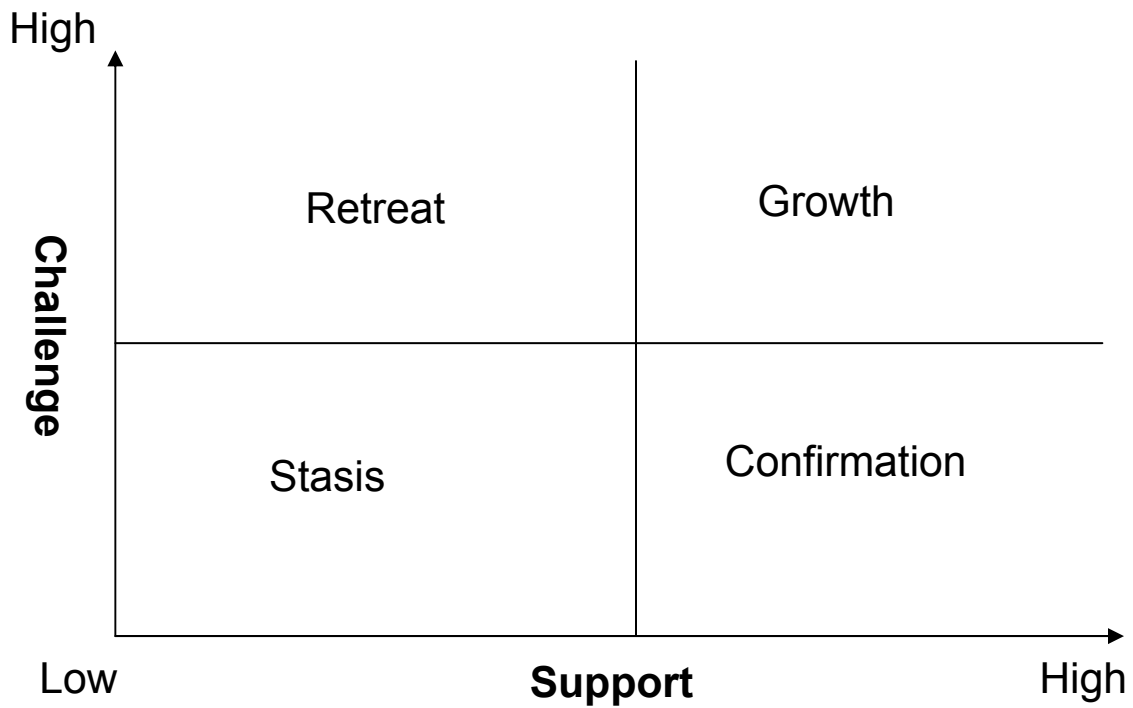 High
Retreat
Growth
Challenge
Stasis
Confirmation
Low
Support
High